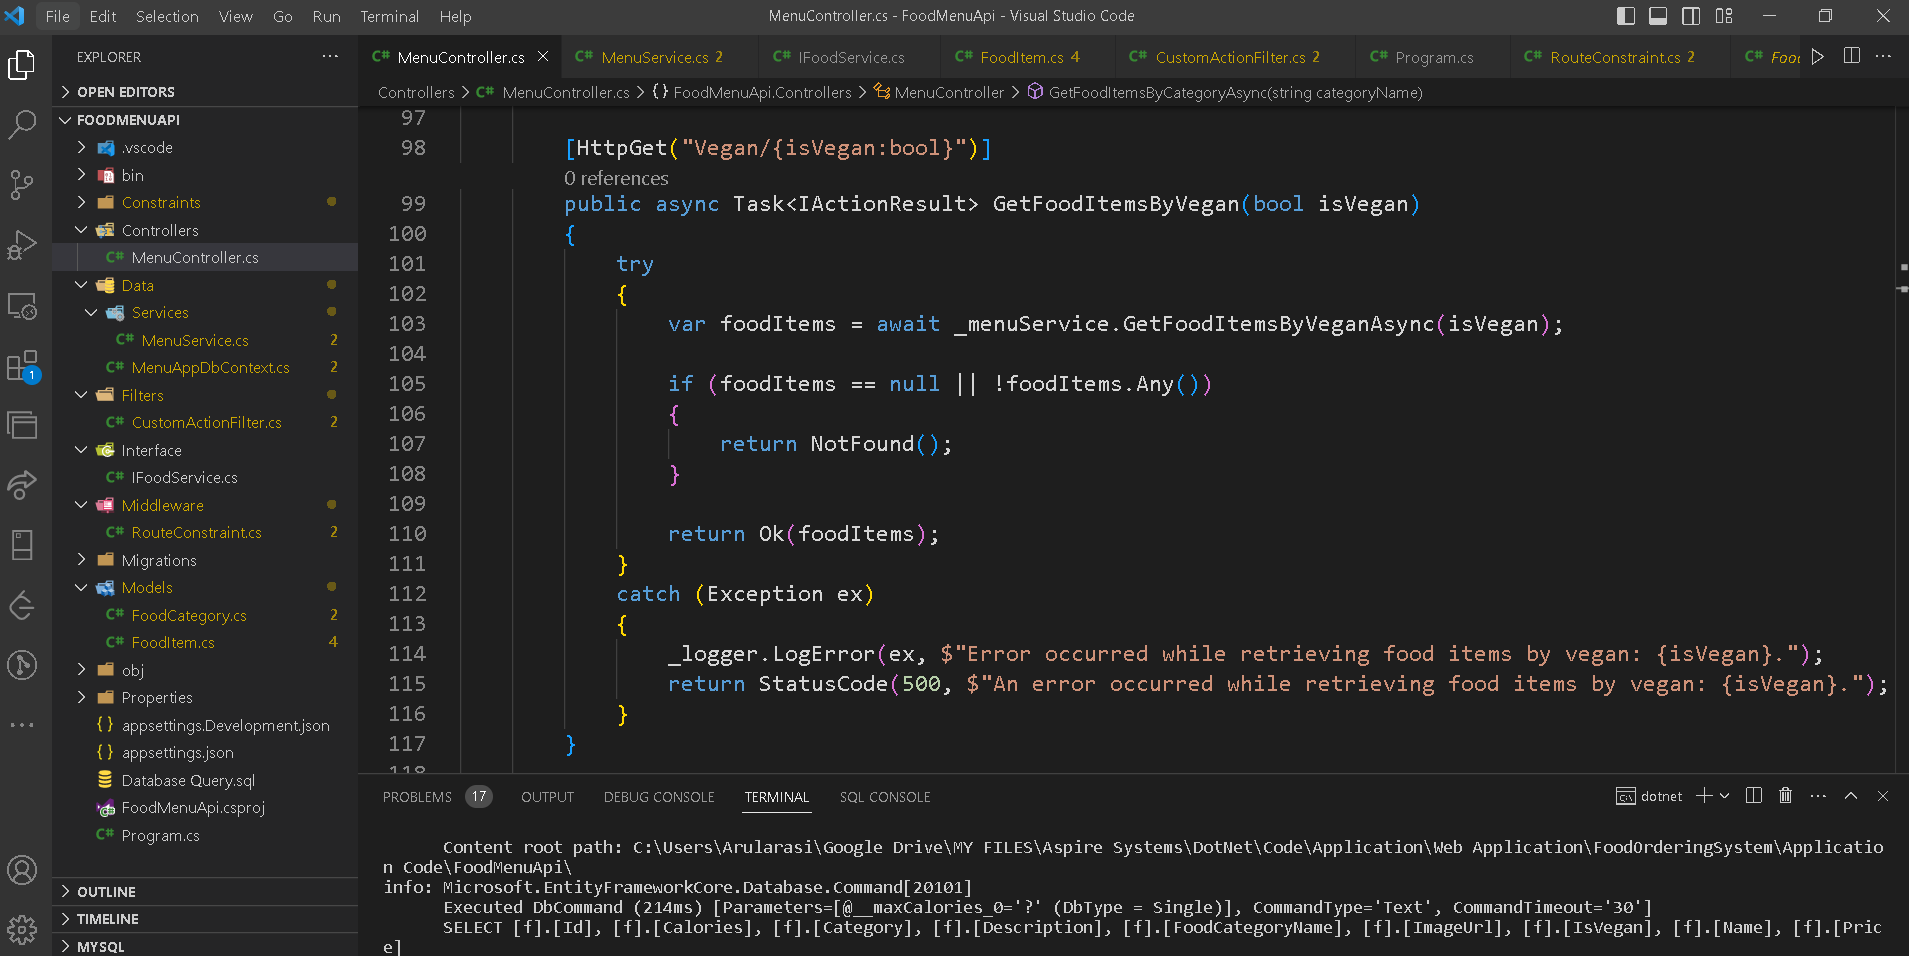 File Edit Selection View Go Run Terminal Help
MenuController.cs - FoodMenuApi - Visual Studio Code
EXPLORER
OPEN EDITORS
FOODMENUAPI
.vscode
bin
Constraints
Controllers
C# MenuController.cs
Data
Services
C# MenuService.cs 2
C# MenuAppDbContext.cs 2
Filters
C# CustomActionFilter.cs 2
Interface
C# IFoodService.cs
Middleware
C# RouteConstraint.cs 2
Migrations
Models
C# FoodCategory.cs 2
C# FoodItem.cs 4
obj
Properties
{} appsettings.Development.json
{} appsettings.json
Database Query.sql
FoodMenuApi.csproj
C# Program.cs
OUTLINE
TIMELINE
MYSQL
1
C# MenuController.cs C# MenuService.cs 2 C# IFoodService.cs C# FoodItem.cs 4 C# CustomActionFilter.cs 2 C# Program.cs C# RouteConstraint.cs 2 C#
Controllers > C# MenuController.cs > {} FoodMenuApi.Controllers > MenuController > GetFoodItemsByCategoryAsync(string categoryName)
97
98 [HttpGet("Vegan/{isVegan:bool}")]
0 references
99 public async Task<IActionResult> GetFoodItemsByVegan(bool isVegan)
100 {
101 try
102 {
103 var foodItems = await _menuService.GetFoodItemsByVeganAsync(isVegan);
104
105 if (foodItems == null || !foodItems.Any())
106 {
107 return NotFound();
108 }
109
110 return Ok(foodItems);
111 }
112 catch (Exception ex)
113 {
114 _logger.LogError(ex, $"Error occurred while retrieving food items by vegan: {isVegan}.");
115 return StatusCode(500, $"An error occurred while retrieving food items by vegan: {isVegan}.");
116 }
117 }
118
PROBLEMS 17 OUTPUT DEBUG CONSOLE TERMINAL SQL CONSOLE
dotnet
Content root path: C:\Users\Arularasi\Google Drive\MY FILES\Aspire Systems\DotNet\Code\Application\Web Application\FoodOrderingSystem\Applicatio
n Code\FoodMenuApi\
info: Microsoft.EntityFrameworkCore.Database.Command[20101]
Executed DbCommand (214ms) [Parameters=[@__maxCalories_0='?' (DbType = Single)], CommandType='Text', CommandTimeout='30']
SELECT [f].[Id], [f].[Calories], [f].[Category], [f].[Description], [f].[FoodCategoryName], [f].[ImageUrl], [f].[IsVegan], [f].[Name], [f].[Pric
e]